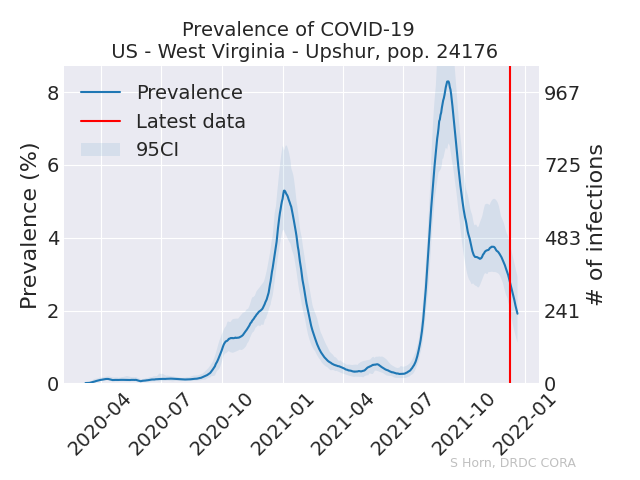 Prevalence of COVID-19
US - West Virginia - Upshur, pop. 24176
Prevalence
Latest data
95CI
Prevalence (%)
8
6
4
2
0
967
725
483
241
0
# of infections
2020-04
2020-07
2020-10
2021-01
2021-04
2021-07
2021-10
2022-01
S Horn, DRDC CORA